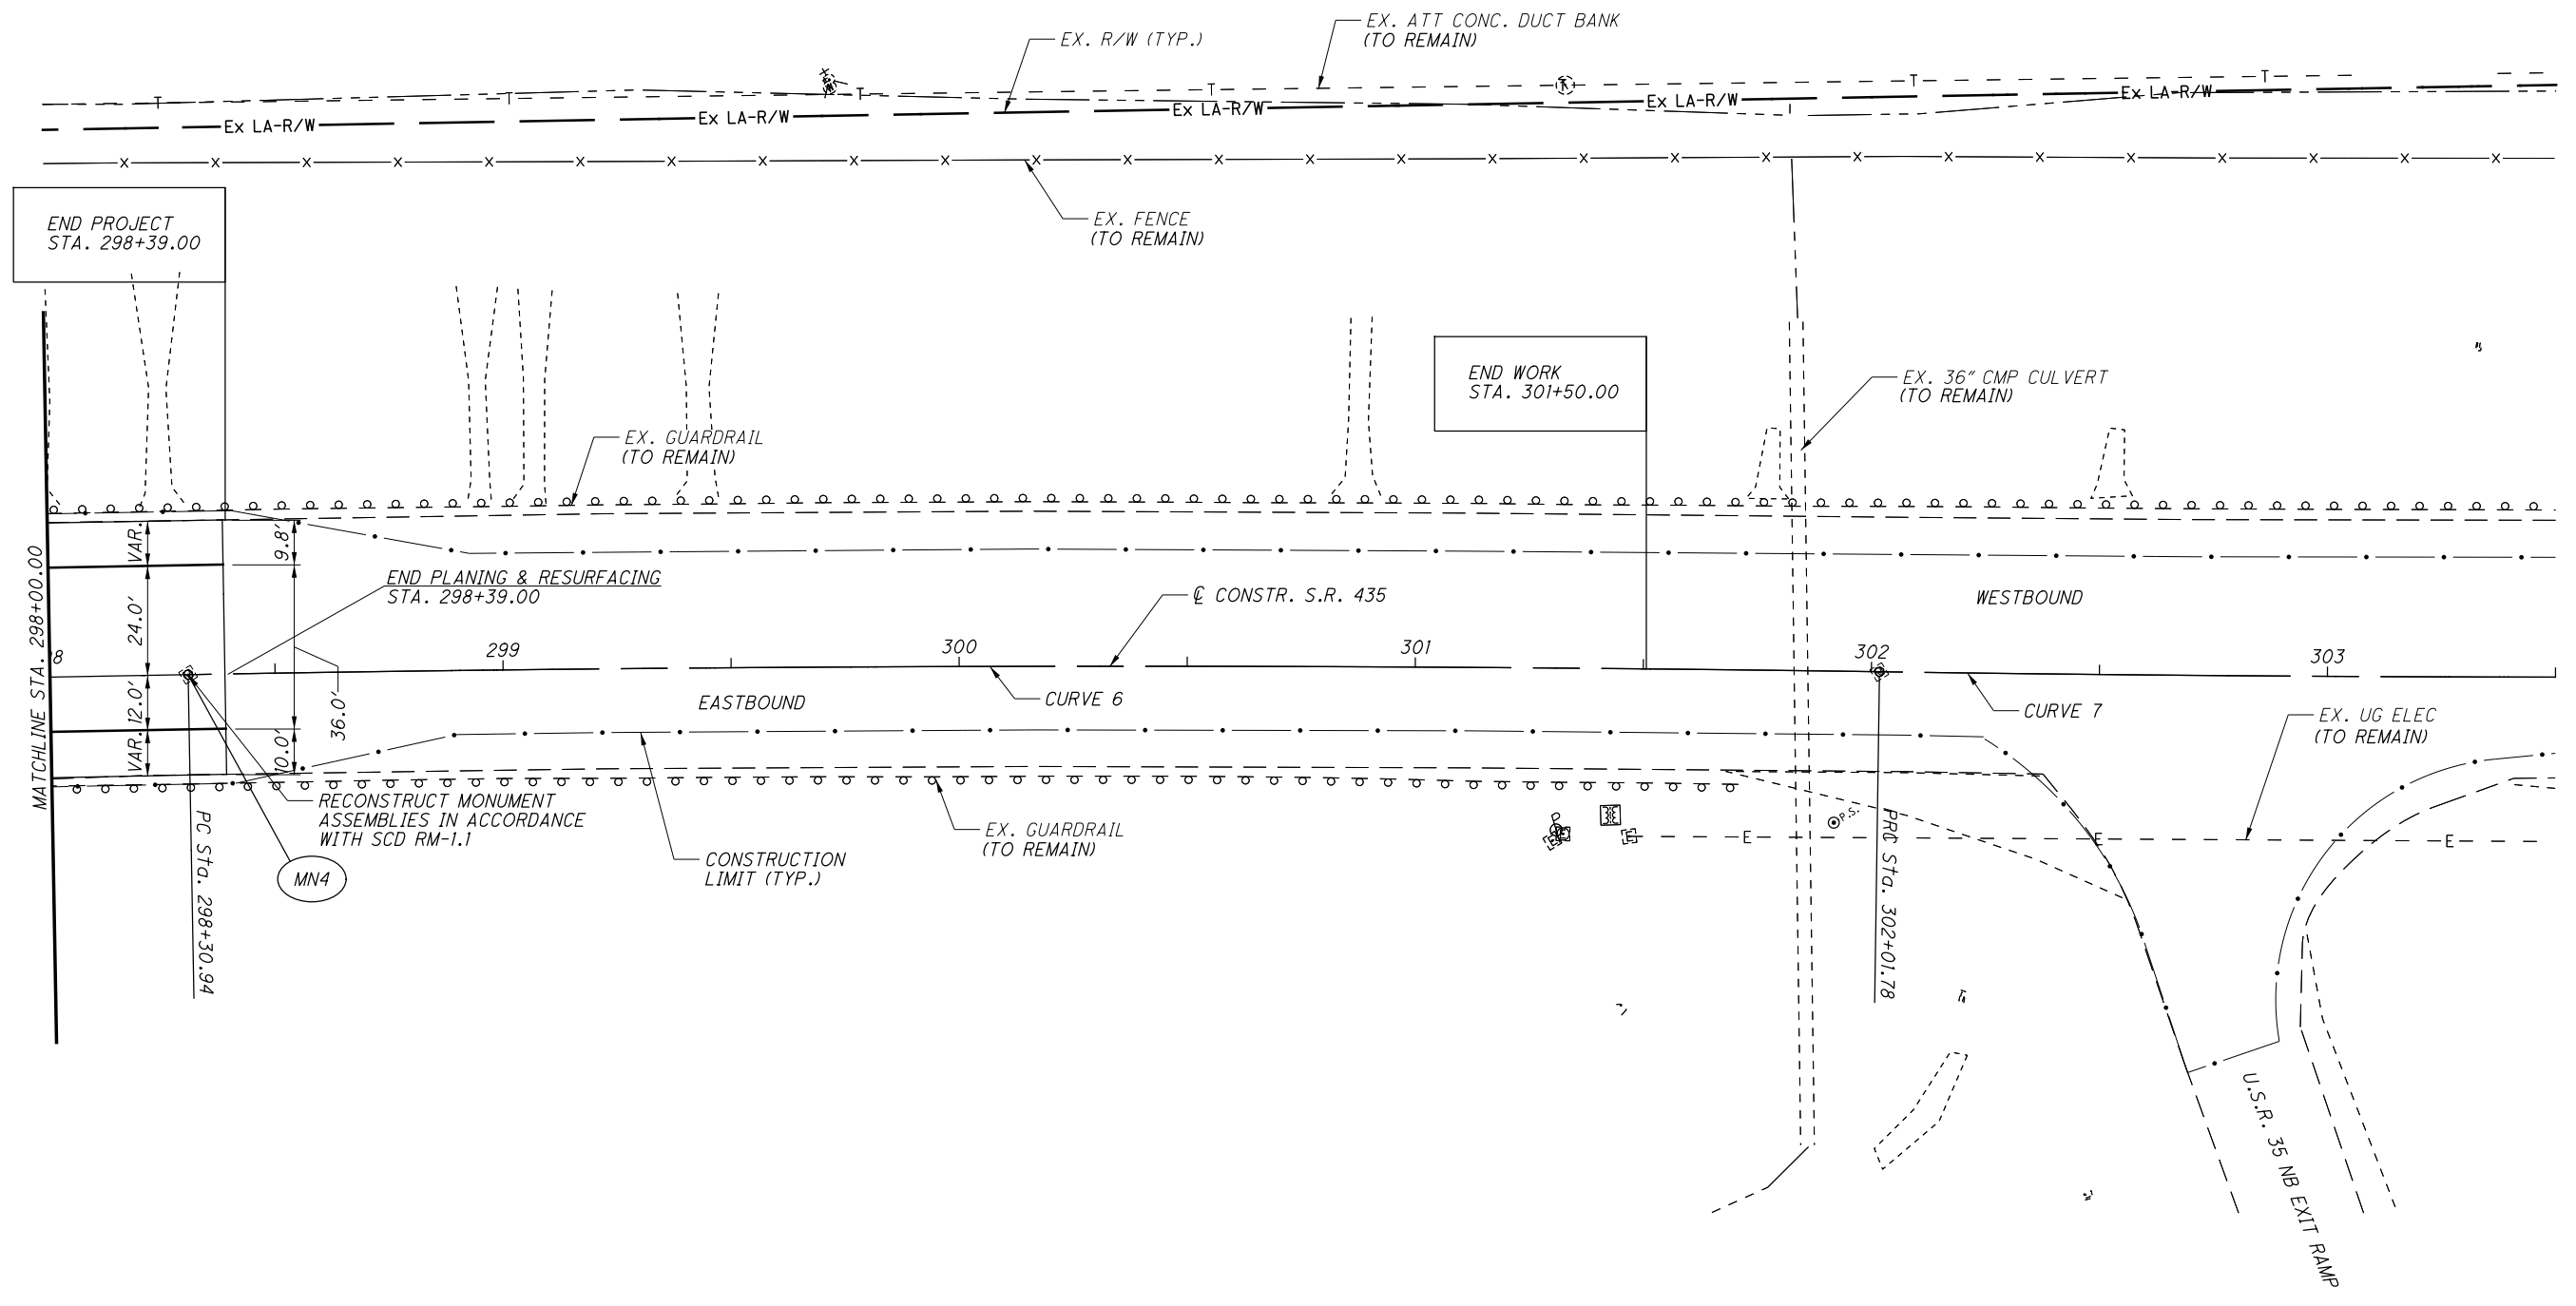 EX. ATT CONC. DUCT BANK
(TO REMAIN)
EX. R/W (TYP.)
T
T
T
T
T
T
Ex LA-R/W
Ex LA-R/W
Ex LA-R/W
Ex LA-R/W
Ex LA-R/W
END PROJECT
STA. 298+39.00
EX. FENCE
(TO REMAIN)
END WORK
STA. 301+50.00
EX. 36" CMP CULVERT
(TO REMAIN)
EX. GUARDRAIL
(TO REMAIN)
MATCHLINE STA. 298+00.00
VAR.
24.0'
12.0'
VAR.
9.8'
36.0'
10.0'
END PLANING & RESURFACING
STA. 298+39.00
℄ CONSTR. S.R. 435
WESTBOUND
8
299
300
301
302
303
EASTBOUND
CURVE 6
CURVE 7
EX. UG ELEC
(TO REMAIN)
RECONSTRUCT MONUMENT
ASSEMBLIES IN ACCORDANCE
WITH SCD RM-1.1
MN4
PC Sta. 298+30.94
CONSTRUCTION
LIMIT (TYP.)
EX. GUARDRAIL
(TO REMAIN)
P.S.
E
E
E
PRC Sta. 302+01.78
U.S.R. 35 NB EXIT RAMP